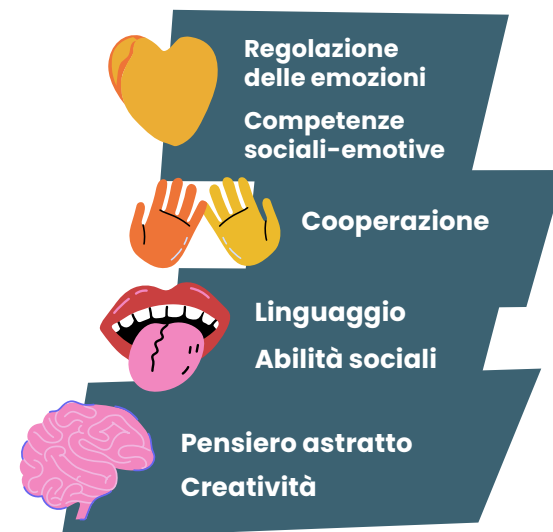 Regolazione
delle emozioni
Competenze
sociali-emotive
Cooperazione
Linguaggio
Abilità sociali
Pensiero astratto
Creatività